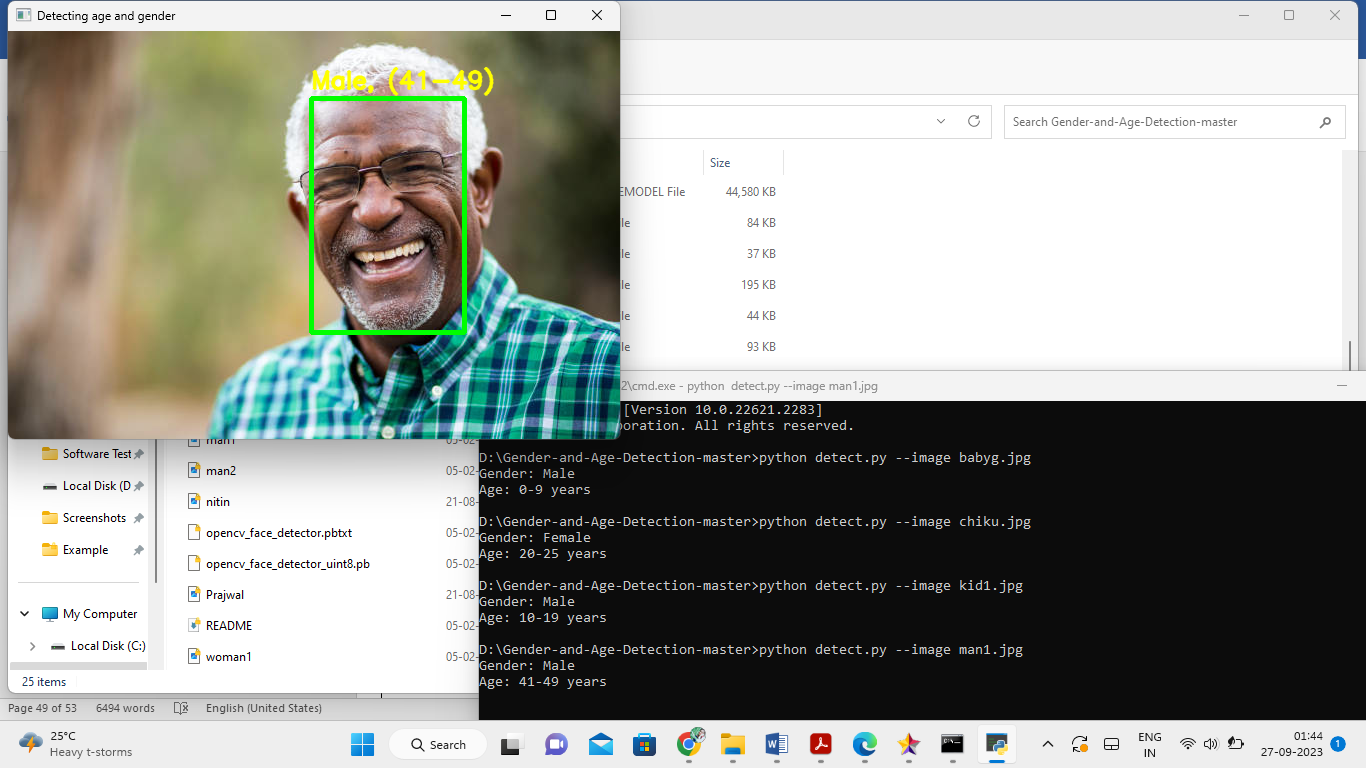 Detecting age and gender
Male, (41-49)
Search Gender-and-Age-Detection-master
Size
EMODEL File 44,580 KB
le 84 KB
le 37 KB
le 195 KB
le 44 KB
le 93 KB
2\cmd.exe - python  detect.py --image man1.jpg
[Version 10.0.22621.2283]
oration. All rights reserved.
D:\Gender-and-Age-Detection-master>python detect.py --image babyg.jpg
Gender: Male
Age: 0-9 years
D:\Gender-and-Age-Detection-master>python detect.py --image chiku.jpg
Gender: Female
Age: 20-25 years
D:\Gender-and-Age-Detection-master>python detect.py --image kid1.jpg
Gender: Male
Age: 10-19 years
D:\Gender-and-Age-Detection-master>python detect.py --image man1.jpg
Gender: Male
Age: 41-49 years
Software Test
Local Disk (D
Screenshots
Example
My Computer
Local Disk (C:)
man1 05-02-
man2 05-02-
nitin 21-08-
opencv_face_detector.pbtxt 05-02-
opencv_face_detector_uint8.pb 05-02-
Prajwal 21-08-
README 05-02-
woman1 05-02-
25 items
Page 49 of 53 6494 words English (United States)
25°C
Heavy t-storms
Search
ENG
IN
01:44
27-09-2023
1